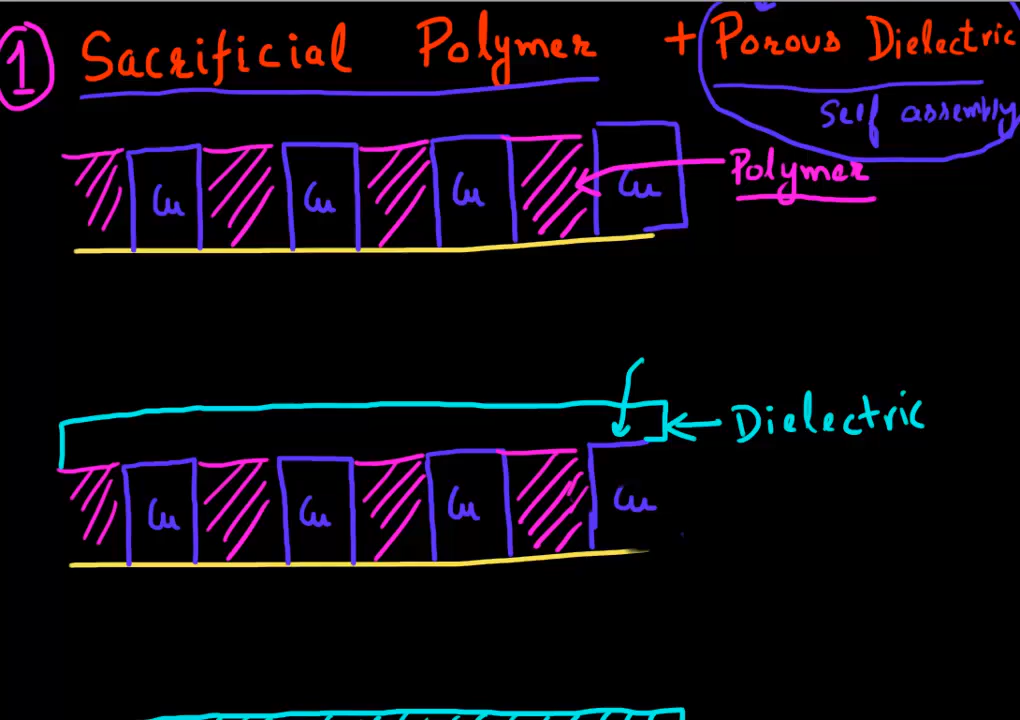 1 Sacrificial Polymer + Porous Dielectric
Self assembly
Cu Cu Cu Cu Polymer
Dielectric
Cu Cu Cu Cu